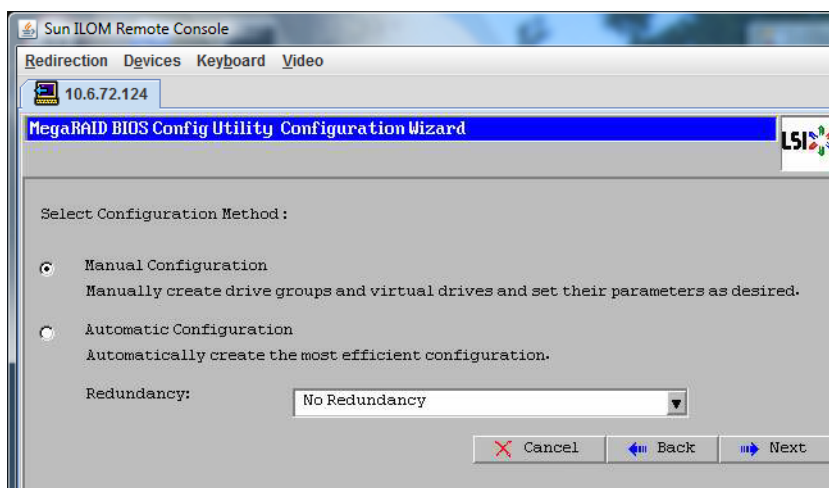 Sun ILOM Remote Console
Redirection Devices Keyboard Video
10.6.72.124
MegaRAID BIOS Config Utility Configuration Wizard
LSI
Select Configuration Method:
Manual Configuration
Manually create drive groups and virtual drives and set their parameters as desired.
Automatic Configuration
Automatically create the most efficient configuration.
Redundancy: No Redundancy
Cancel Back Next